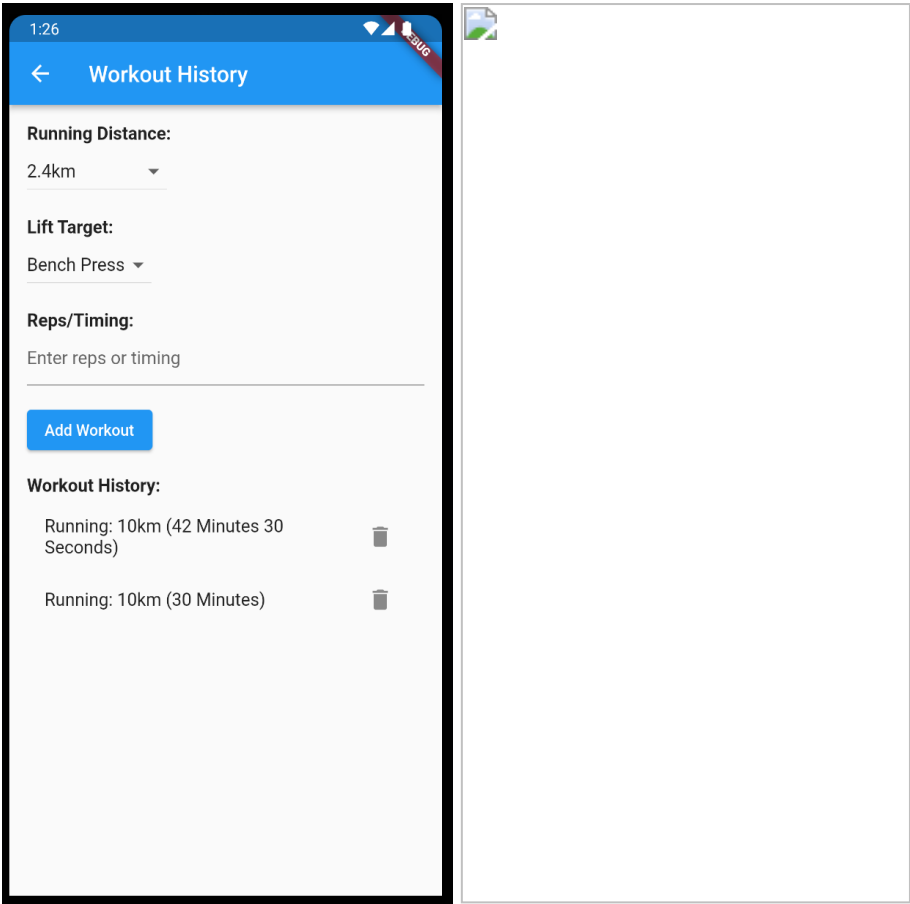 1:26
Workout History
Running Distance:
2.4km
Lift Target:
Bench Press
Reps/Timing:
Enter reps or timing
Add Workout
Workout History:
Running: 10km (42 Minutes 30
Seconds)
Running: 10km (30 Minutes)